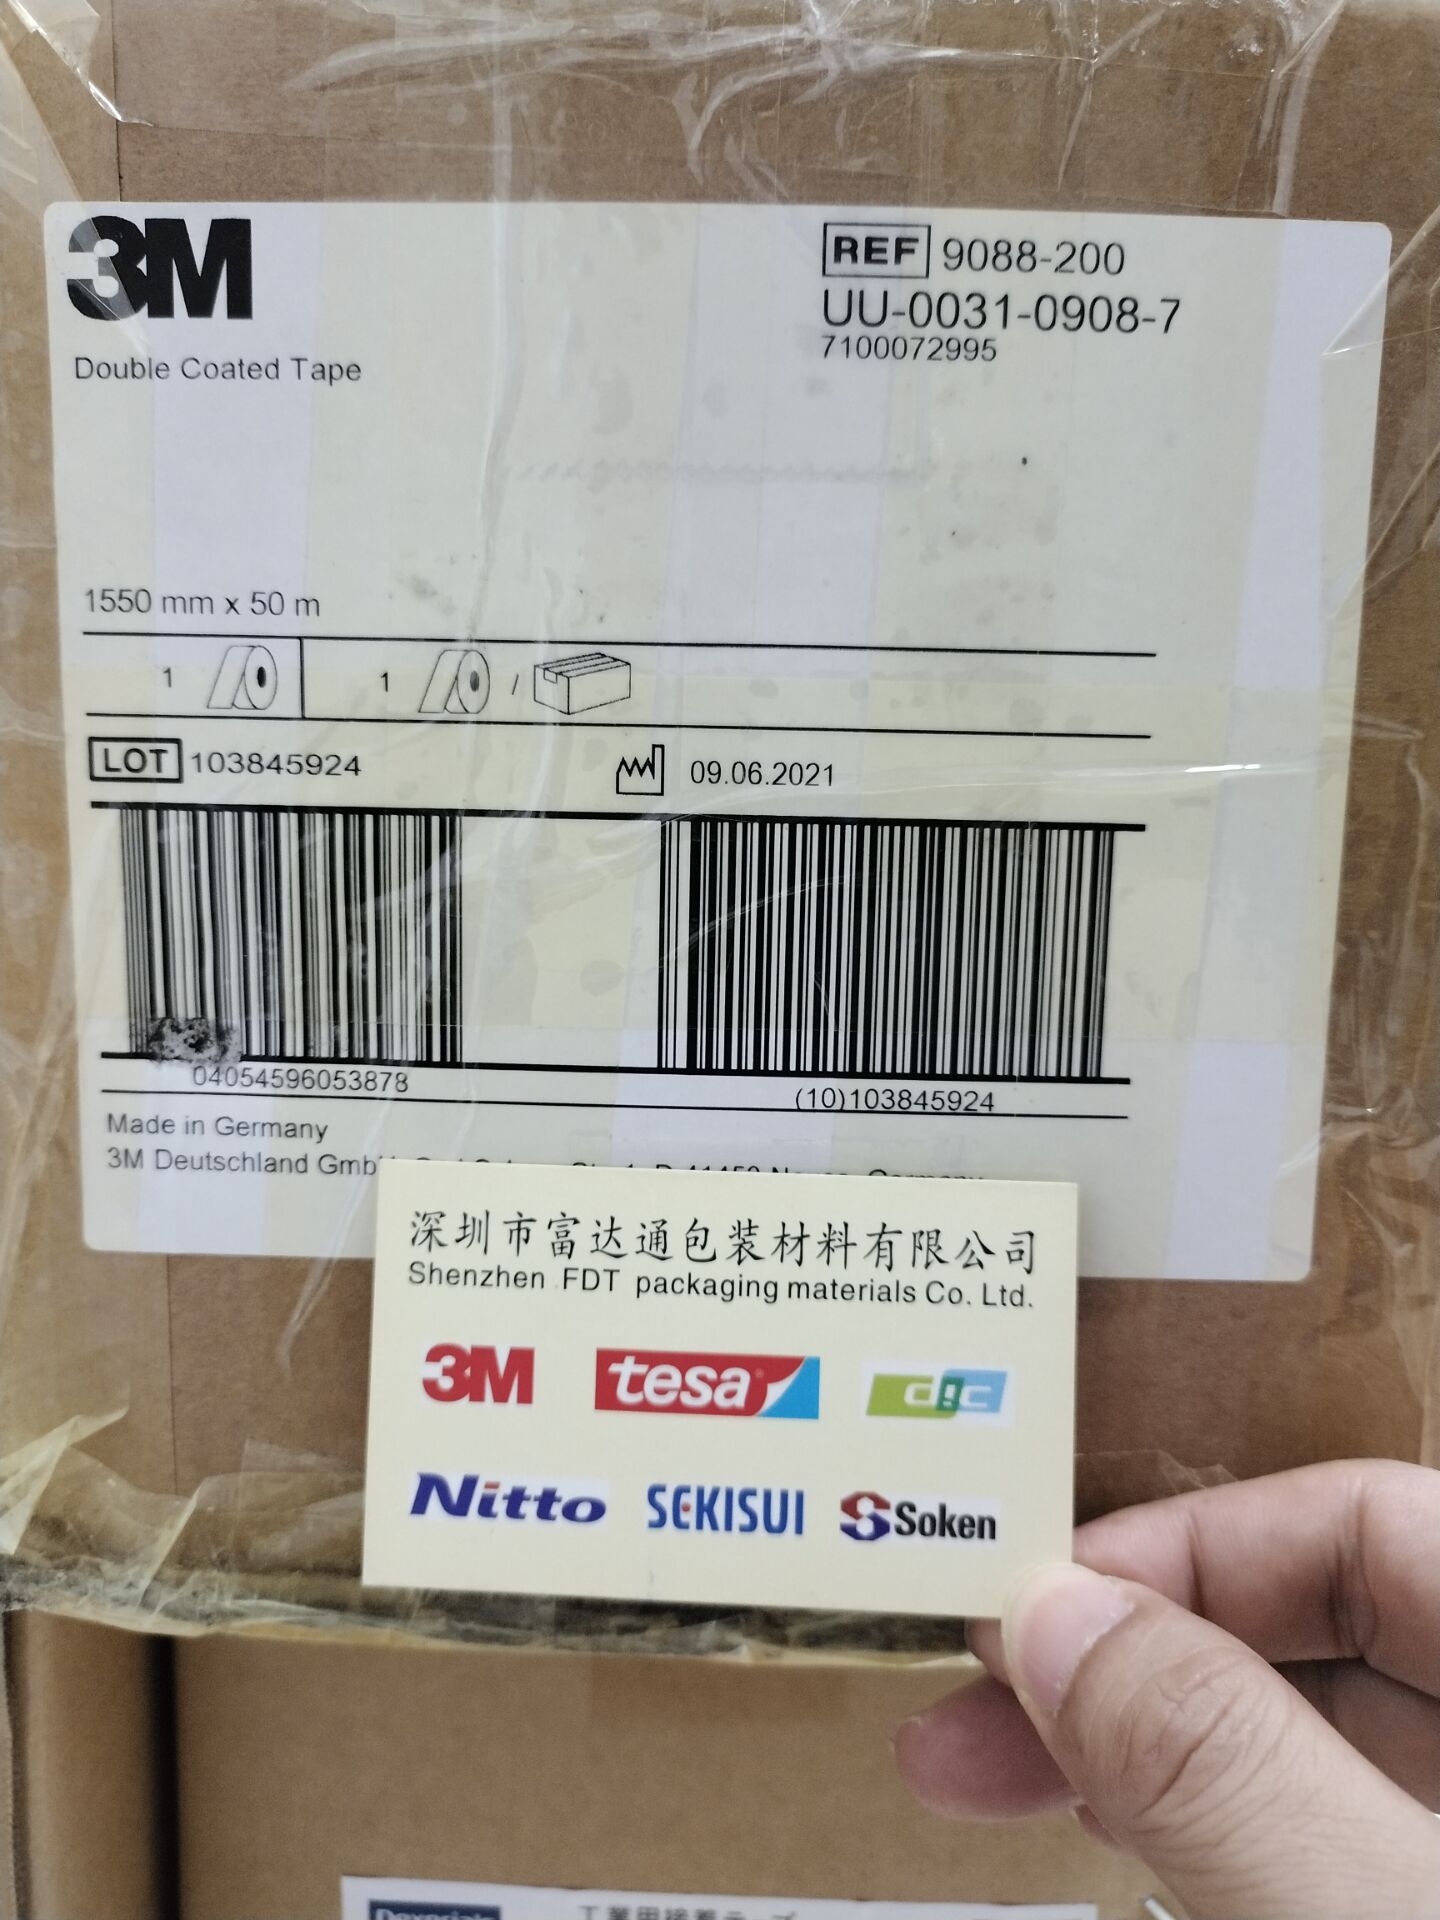 3M
REF 9088-200
UU-0031-0908-7
7100072995
Double Coated Tape
1550 mm x 50 m
1 1 /
LOT 103845924 09.06.2021
04054596053878 (10)103845924
Made in Germany
3M Deutschland
深圳市富达通包装材料有限公司
Shenzhen FDT packaging materials Co. Ltd.
3M tesa dgc
Nitto SEKISUI Soken